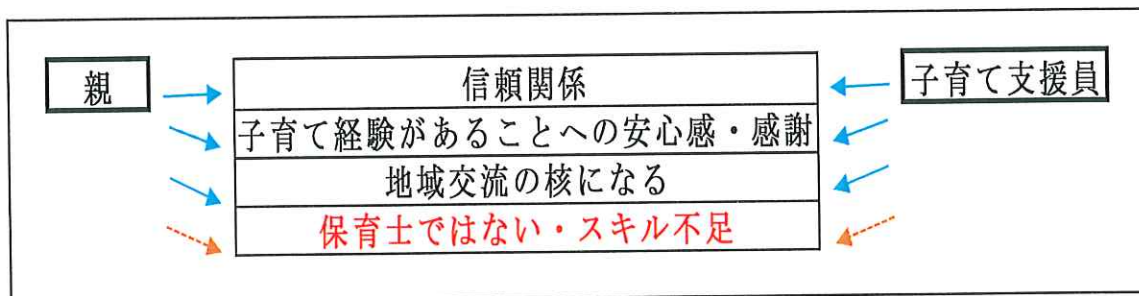 親
信頼関係
子育て支援員
子育て経験があることへの安心感・感謝
地域交流の核になる
保育士ではない・スキル不足